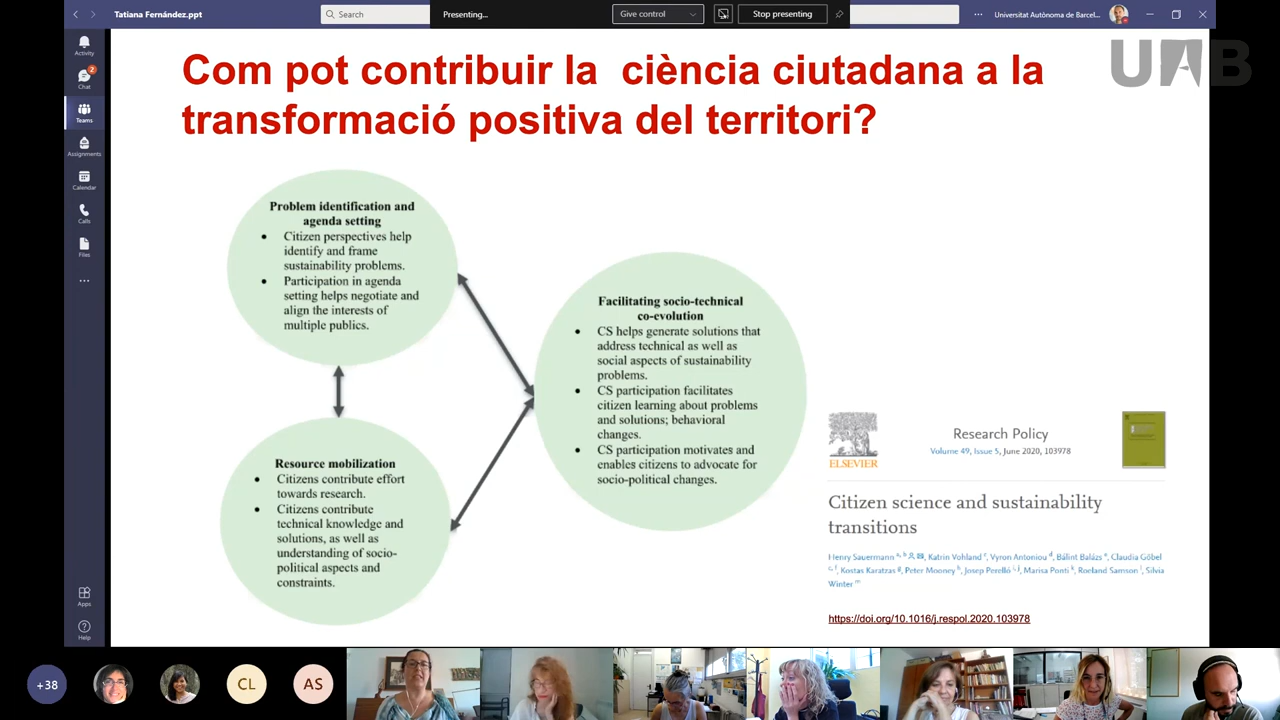 Tatiana Fernández.ppt
Search
Presenting...
Give control
Stop presenting
Universitat Autònoma de Barcel...
Activity
Chat
2
Teams
Assignments
Calendar
Calls
Files
Apps
Help
UAB
Com pot contribuir la ciència ciutadana a la
transformació positiva del territori?
Problem identification and
agenda setting
• Citizen perspectives help
identify and frame
sustainability problems.
• Participation in agenda
setting helps negotiate and
align the interests of
multiple publics.
Resource mobilization
• Citizens contribute effort
towards research.
• Citizens contribute
technical knowledge and
solutions, as well as
understanding of socio-
political aspects and
constraints.
Facilitating socio-technical
co-evolution
• CS helps generate solutions that
address technical as well as
social aspects of sustainability
problems.
• CS participation facilitates
citizen learning about problems
and solutions; behavioral
changes.
• CS participation motivates and
enables citizens to advocate for
socio-political changes.
ELSEVIER
Research Policy
Volume 49, Issue 5, June 2020, 103978
Citizen science and sustainability
transitions
Henry Sauermann a, b, Katrin Vohland c, Vyron Antoniou d, Bálint Balázs e, Claudia Göbel
c, f, Kostas Karatzas g, Peter Mooney h, Josep Perelló i, j, Marisa Ponti k, Roeland Samson l, Silvia
Winter m
https://doi.org/10.1016/j.respol.2020.103978
+38
CL
AS